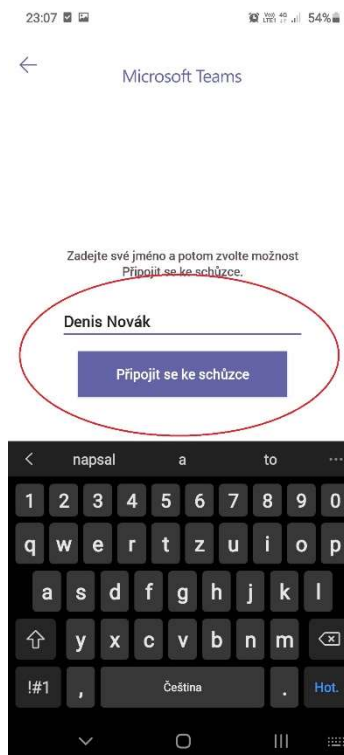 23:07 54%
Microsoft Teams
Zadejte své jméno a potom zvolte možnost
Připojit se ke schůzce.
Denis Novák
Připojit se ke schůzce
napsal a to
1 2 3 4 5 6 7 8 9 0
q w e r t z u i o p
a s d f g h j k l
y x c v b n m
!#1 , Čeština . Hot.